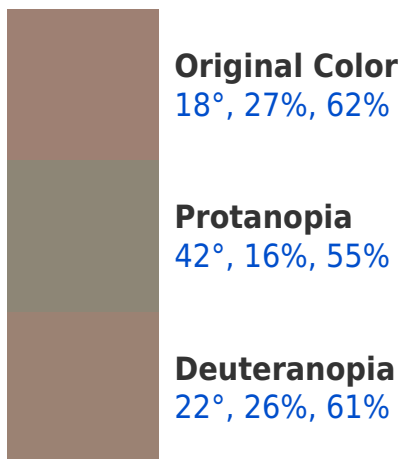 Original Color
18°, 27%, 62%
Protanopia
42°, 16%, 55%
Deuteranopia
22°, 26%, 61%